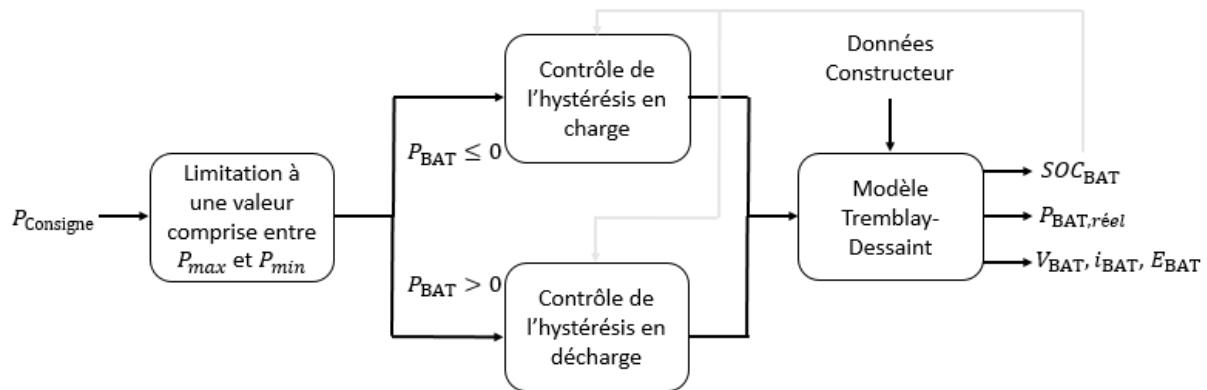 Données
Constructeur
Contrôle de
l’hystérésis en
charge
P_BAT ≤ 0
Limitation à
une valeur
comprise entre
P_max et P_min
P_Consigne
Modèle
Tremblay-
Dessaint
SOC_BAT
P_BAT,réel
V_BAT, i_BAT, E_BAT
P_BAT > 0
Contrôle de
l’hystérésis en
décharge